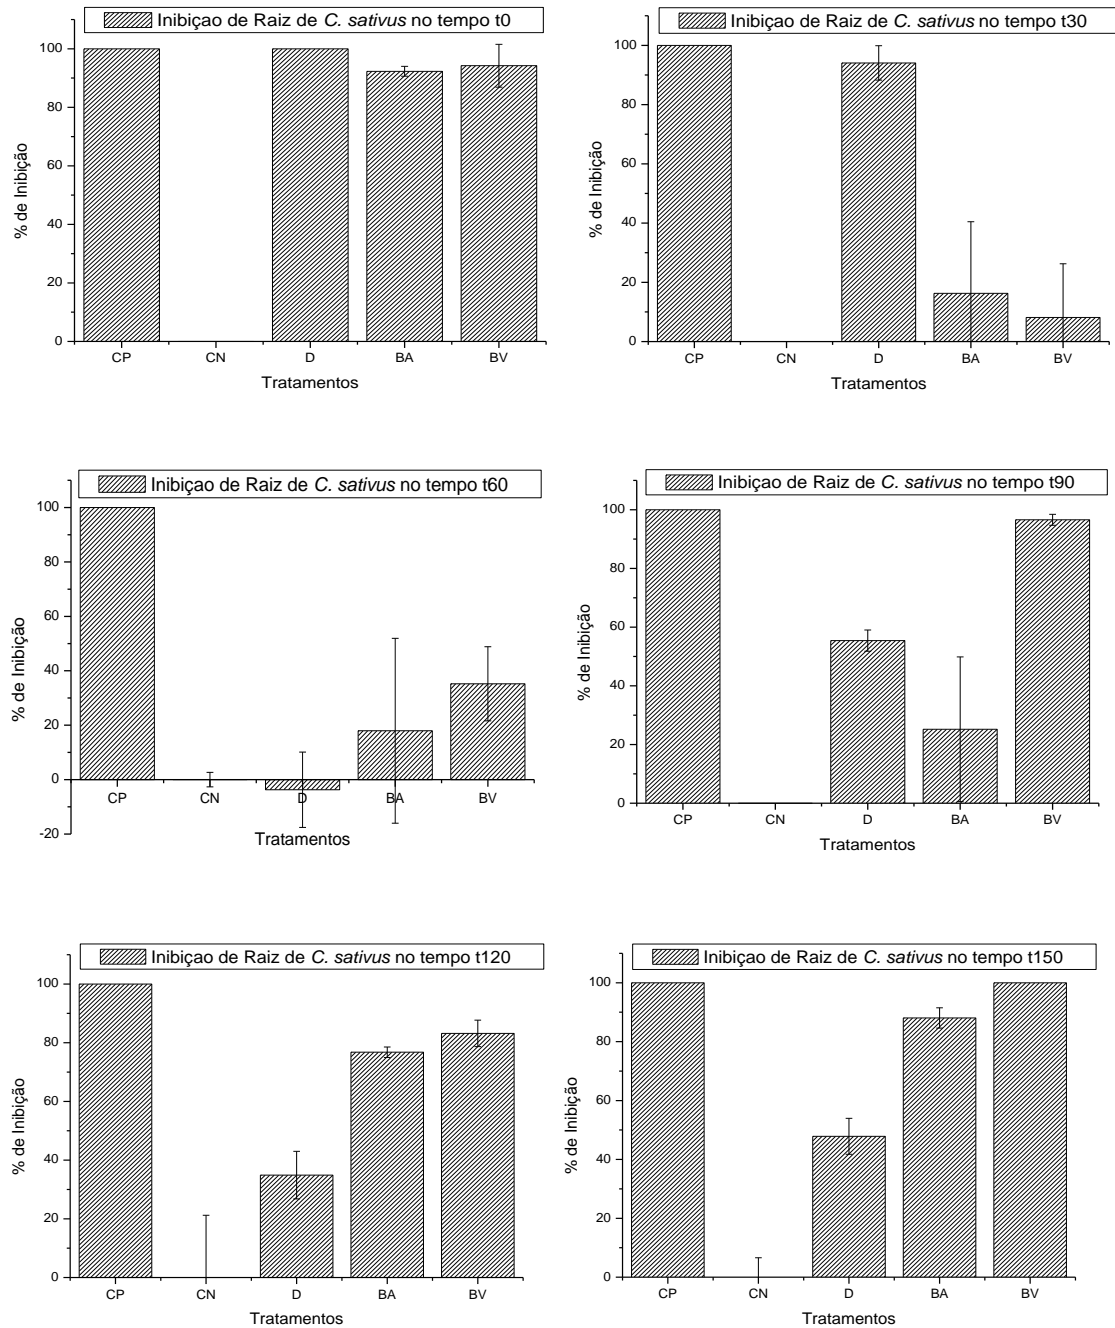 Inibiçao de Raiz de C. sativus no tempo t0
100
80
60
40
20
0
% de Inibição
CP CN D BA BV
Tratamentos
Inibiçao de Raiz de C. sativus no tempo t30
100
80
60
40
20
0
% de Inibição
CP CN D BA BV
Tratamentos
Inibiçao de Raiz de C. sativus no tempo t60
100
80
60
40
20
0
-20
% de Inibição
CP CN D BA BV
Tratamentos
Inibiçao de Raiz de C. sativus no tempo t90
100
80
60
40
20
0
% de Inibição
CP CN D BA BV
Tratamentos
Inibiçao de Raiz de C. sativus no tempo t120
100
80
60
40
20
0
% de Inibição
CP CN D BA BV
Tratamentos
Inibiçao de Raiz de C. sativus no tempo t150
100
80
60
40
20
0
% de Inibição
CP CN D BA BV
Tratamentos